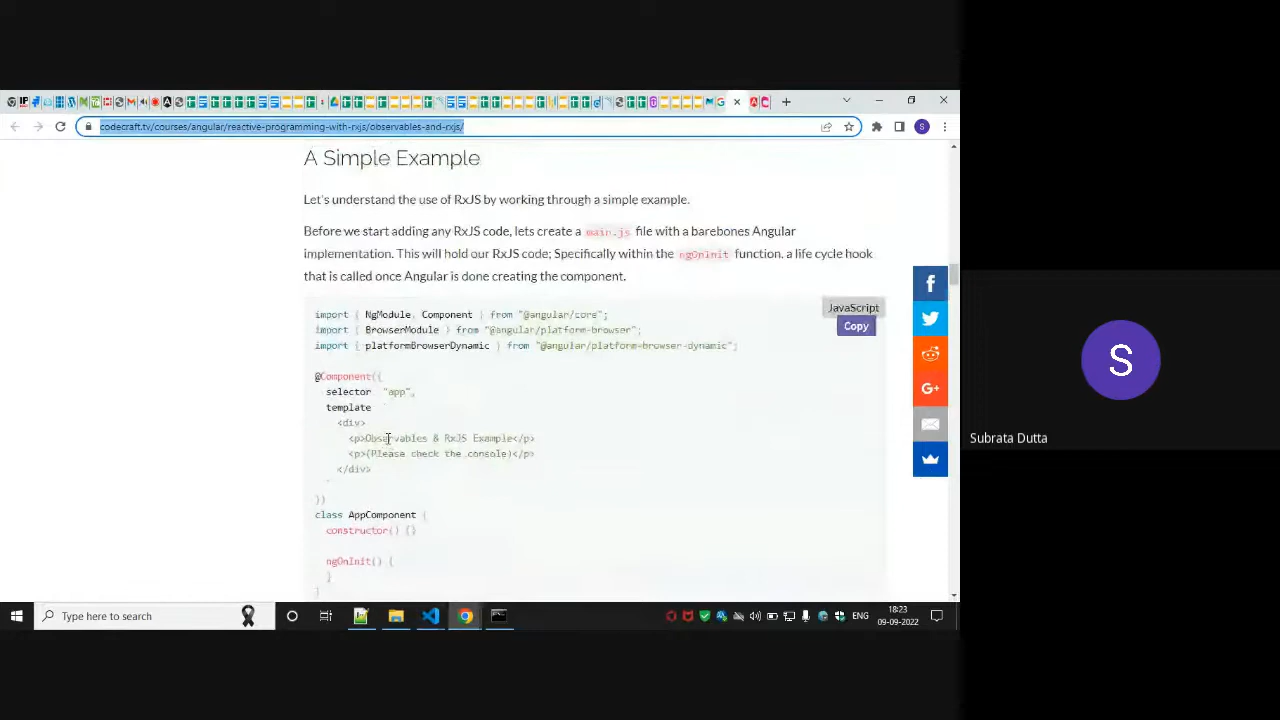 codecraft.tv/courses/angular/reactive-programming-with-rxjs/observables-and-rxjs/
A Simple Example
Let's understand the use of RxJS by working through a simple example.
Before we start adding any RxJS code, lets create a main.js file with a barebones Angular
implementation. This will hold our RxJS code; Specifically within the ngOnInit function, a life cycle hook
that is called once Angular is done creating the component.
JavaScript
Copy
import { NgModule, Component } from "@angular/core";
import { BrowserModule } from "@angular/platform-browser";
import { platformBrowserDynamic } from "@angular/platform-browser-dynamic";
@Component({
selector "app",
template `
<div>
<p>Observables & RxJS Example</p>
<p>(Please check the console)</p>
</div>
`
})
class AppComponent {
constructor() {}
ngOnInit() {
}
}
S
Subrata Dutta
Type here to search
ENG
18:23
09-09-2022